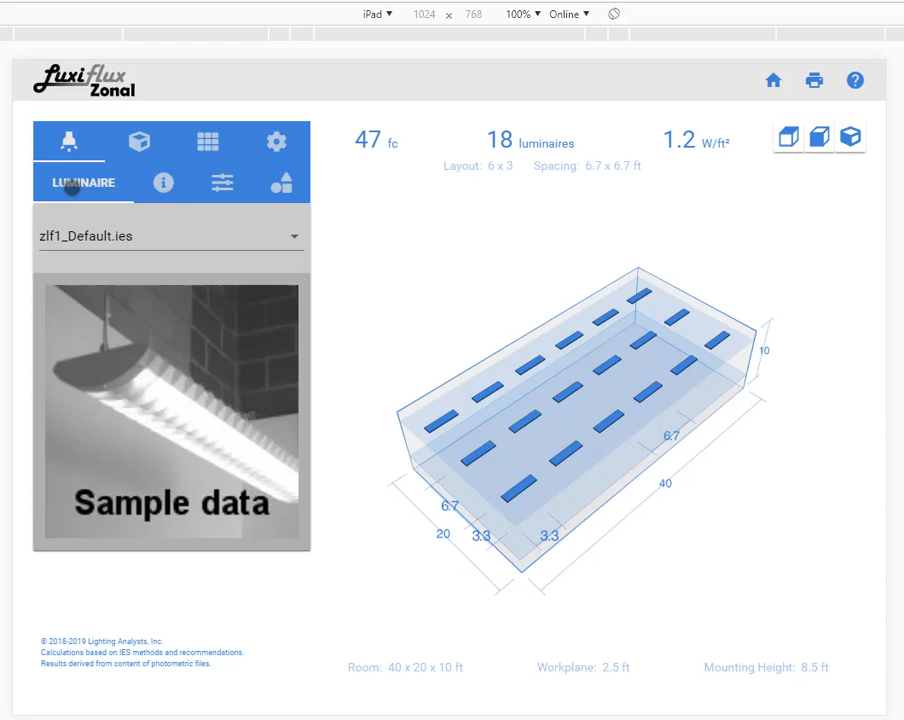 iPad 1024 x 768 100% Online
LuxiFlux
Zonal
LUMINAIRE
zlf1_Default.ies
Sample data
47 fc 18 luminaires 1.2 W/ft²
Layout: 6 x 3 Spacing: 6.7 x 6.7 ft
10
6.7
40
6.7
20
3.3
3.3
© 2018-2019 Lighting Analysts, Inc.
Calculations based on IES methods and recommendations.
Results derived from content of photometric files.
Room: 40 x 20 x 10 ft Workplane: 2.5 ft Mounting Height: 8.5 ft